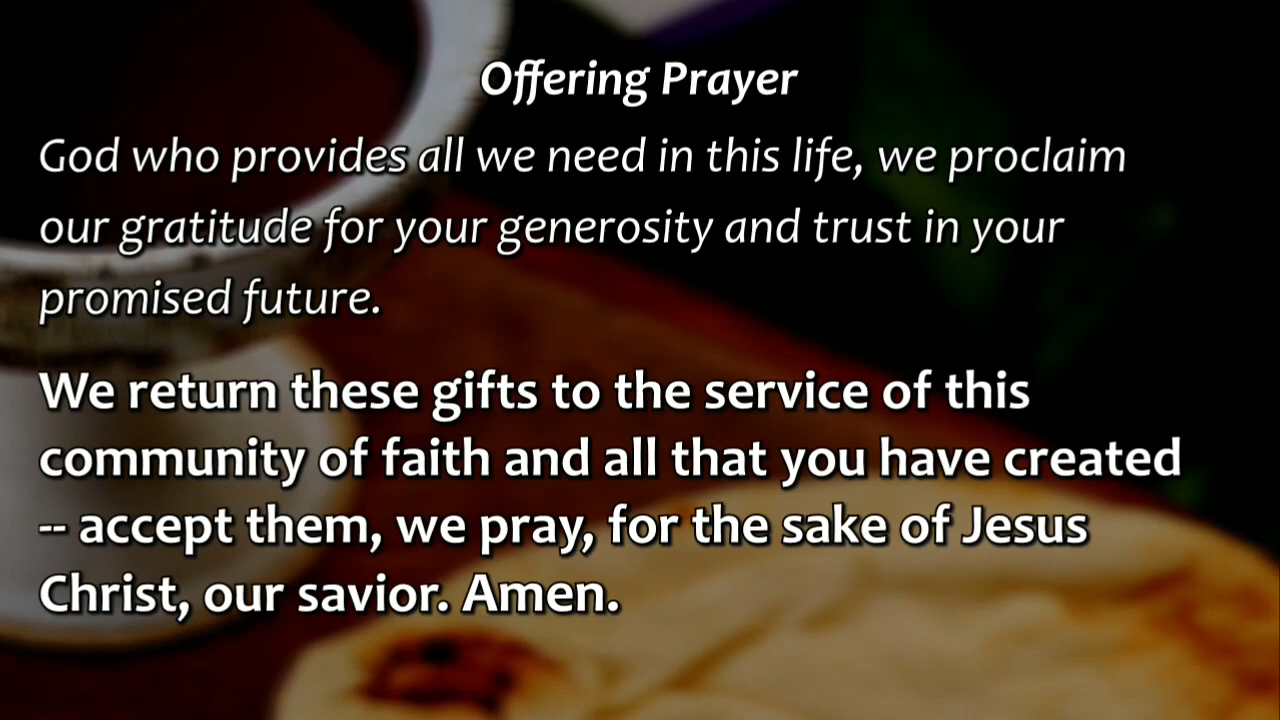 Offering Prayer
God who provides all we need in this life, we proclaim
our gratitude for your generosity and trust in your
promised future.
We return these gifts to the service of this
community of faith and all that you have created
-- accept them, we pray, for the sake of Jesus
Christ, our savior. Amen.